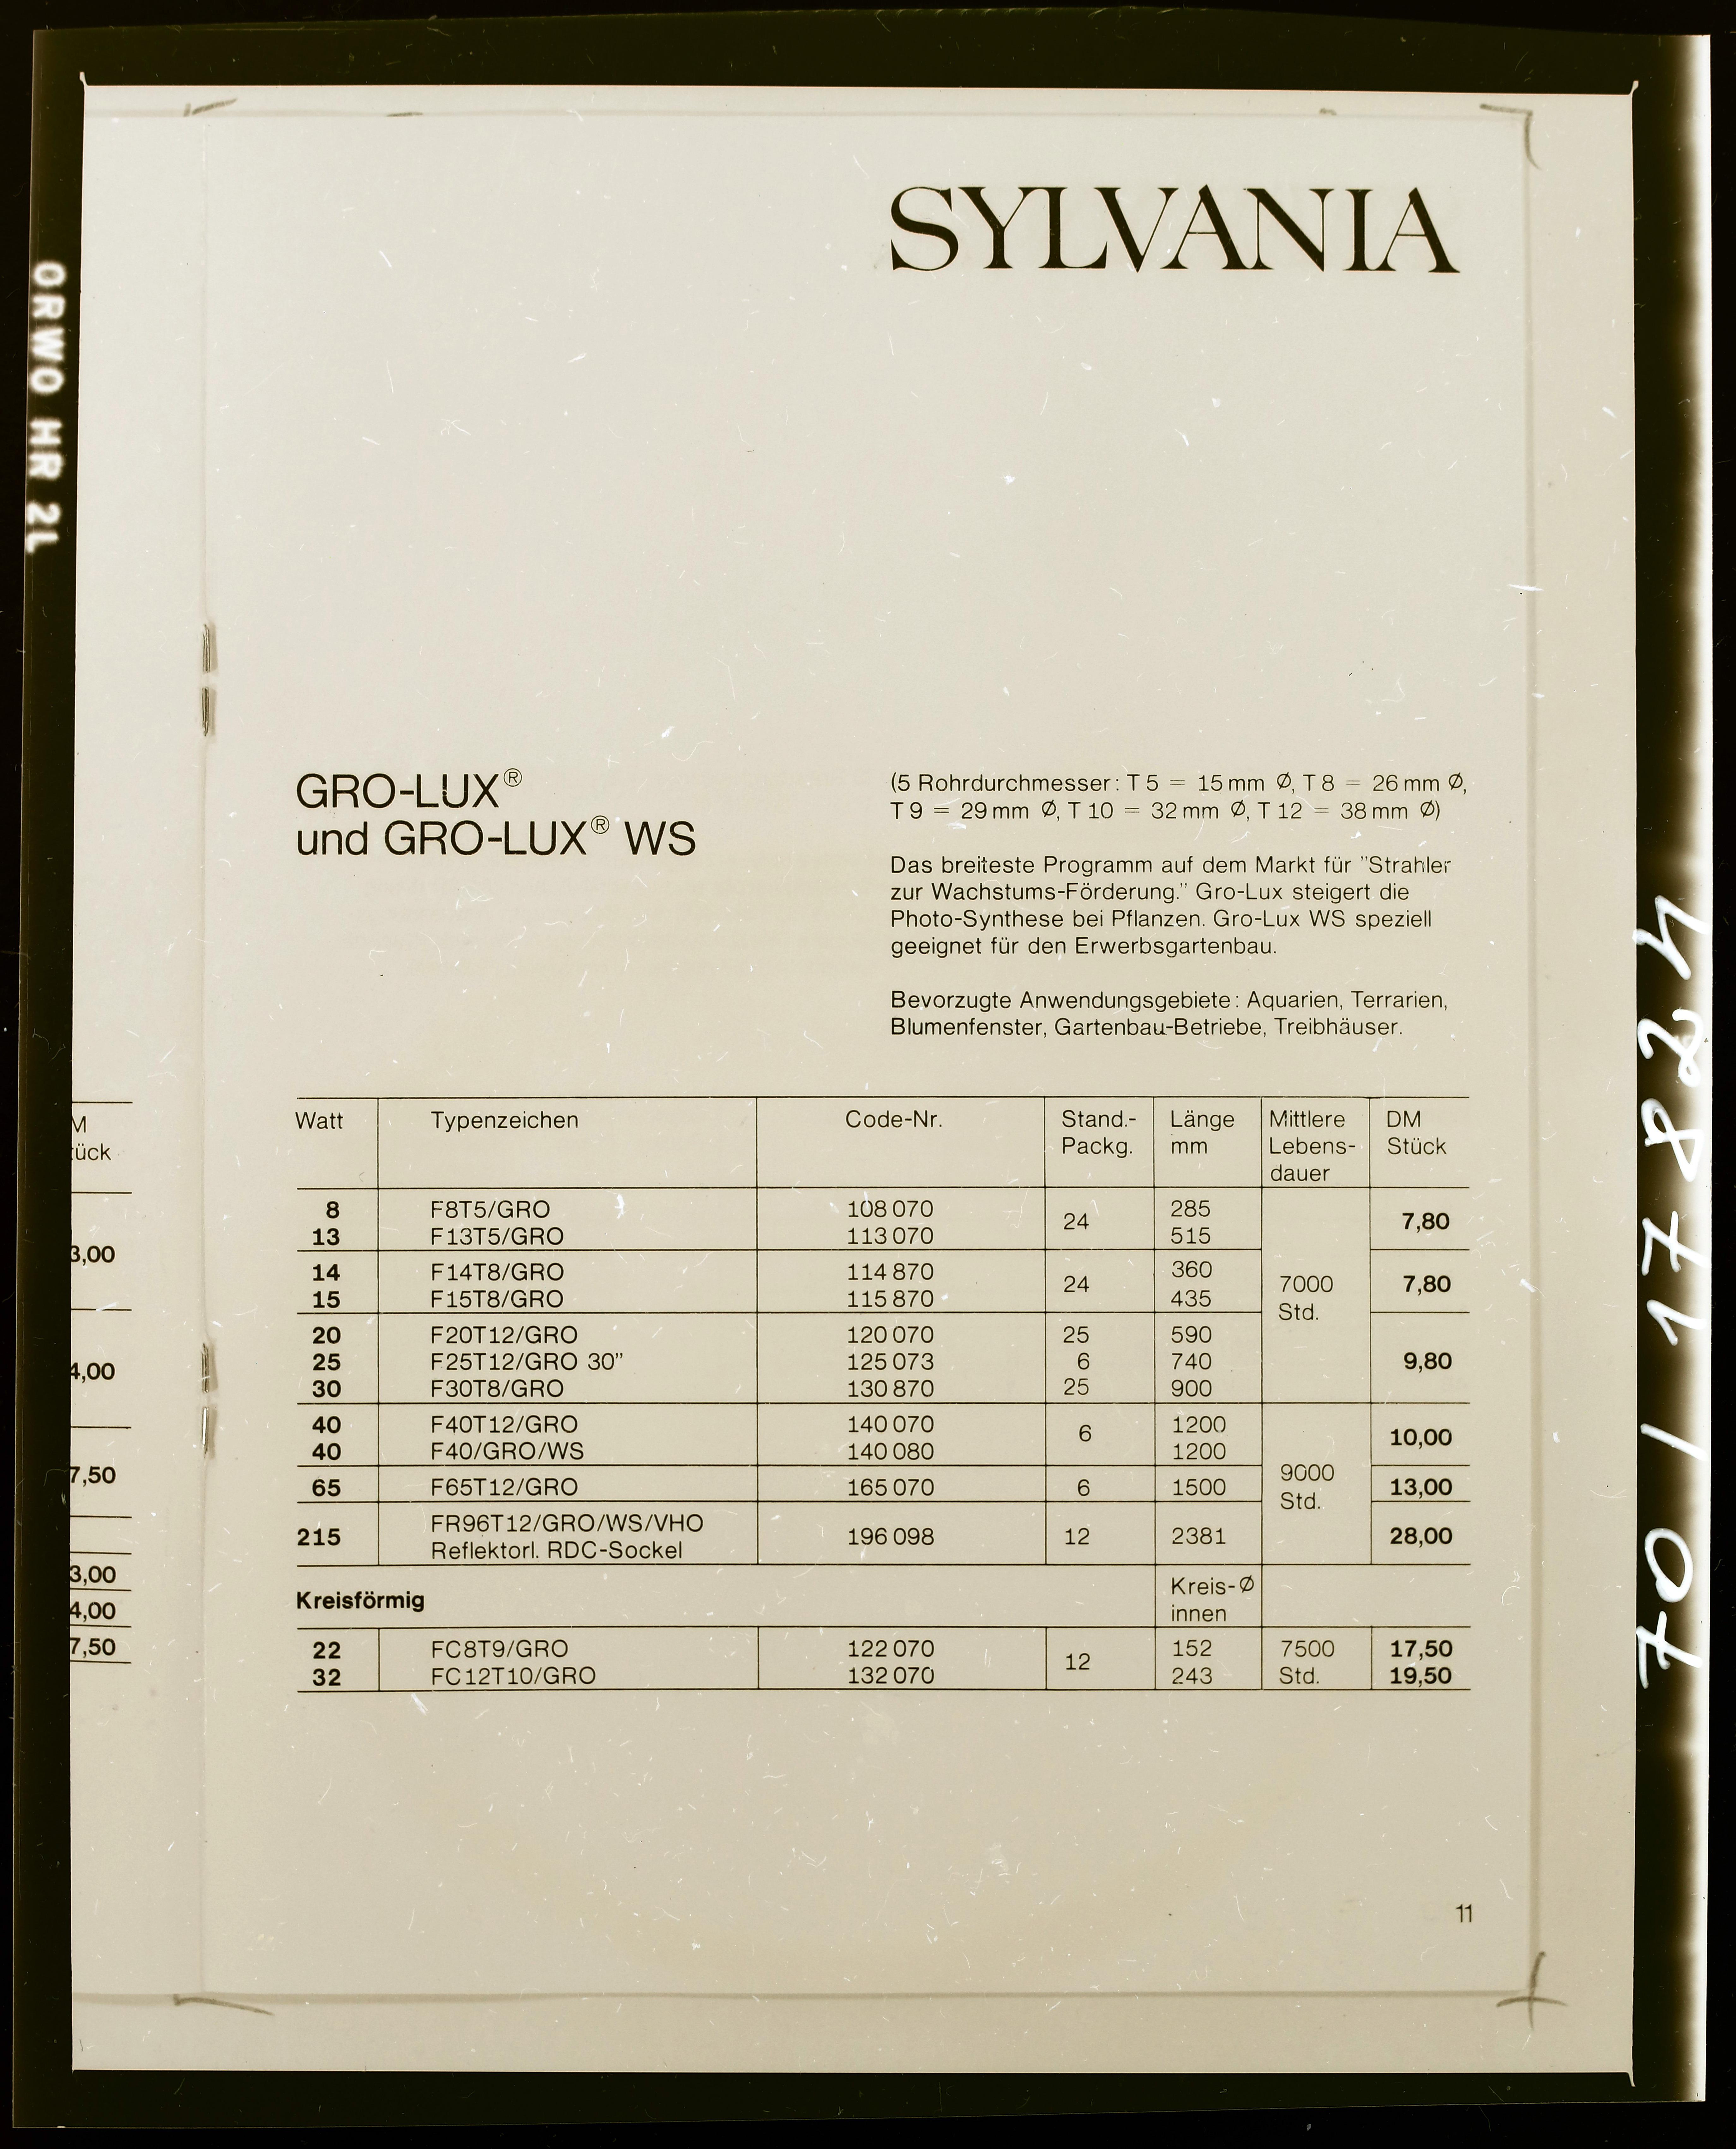 SYLVANIA
ORWO HR 21
GRO-LUX®
und GRO-LUX® WS
(5 Rohrdurchmesser: T 5 = 15 mm Ø, T 8 = 26 mm Ø,
T 9 = 29 mm Ø, T 10 = 32 mm Ø, T 12 = 38 mm Ø)
Das breiteste Programm auf dem Markt für "Strahler
zur Wachstums-Förderung." Gro-Lux steigert die
Photo-Synthese bei Pflanzen. Gro-Lux WS speziell
geeignet für den Erwerbsgartenbau.
Bevorzugte Anwendungsgebiete: Aquarien, Terrarien,
Blumenfenster, Gartenbau-Betriebe, Treibhäuser.
M
ück
3,00
4,00
7,50
3,00
4,00
7,50
Watt Typenzeichen Code-Nr. Stand.- Länge Mittlere DM
Packg. mm Lebens- Stück
dauer
8 F8T5/GRO 108 070 285
24 7,80
13 F13T5/GRO 113 070 515
14 F14T8/GRO 114 870 360
24 7000 7,80
15 F15T8/GRO 115 870 435
Std.
20 F20T12/GRO 120 070 25 590
25 F25T12/GRO 30" 125 073 6 740 9,80
30 F30T8/GRO 130 870 25 900
40 F40T12/GRO 140 070 1200
6 10,00
40 F40/GRO/WS 140 080 1200
9000
65 F65T12/GRO 165 070 6 1500 13,00
Std.
FR96T12/GRO/WS/VHO
215 196 098 12 2381 28,00
Reflektorl. RDC-Sockel
Kreis-Ø
Kreisförmig
innen
22 FC8T9/GRO 122 070 152 7500 17,50
12
32 FC12T10/GRO 132 070 243 Std. 19,50
11
70/17824